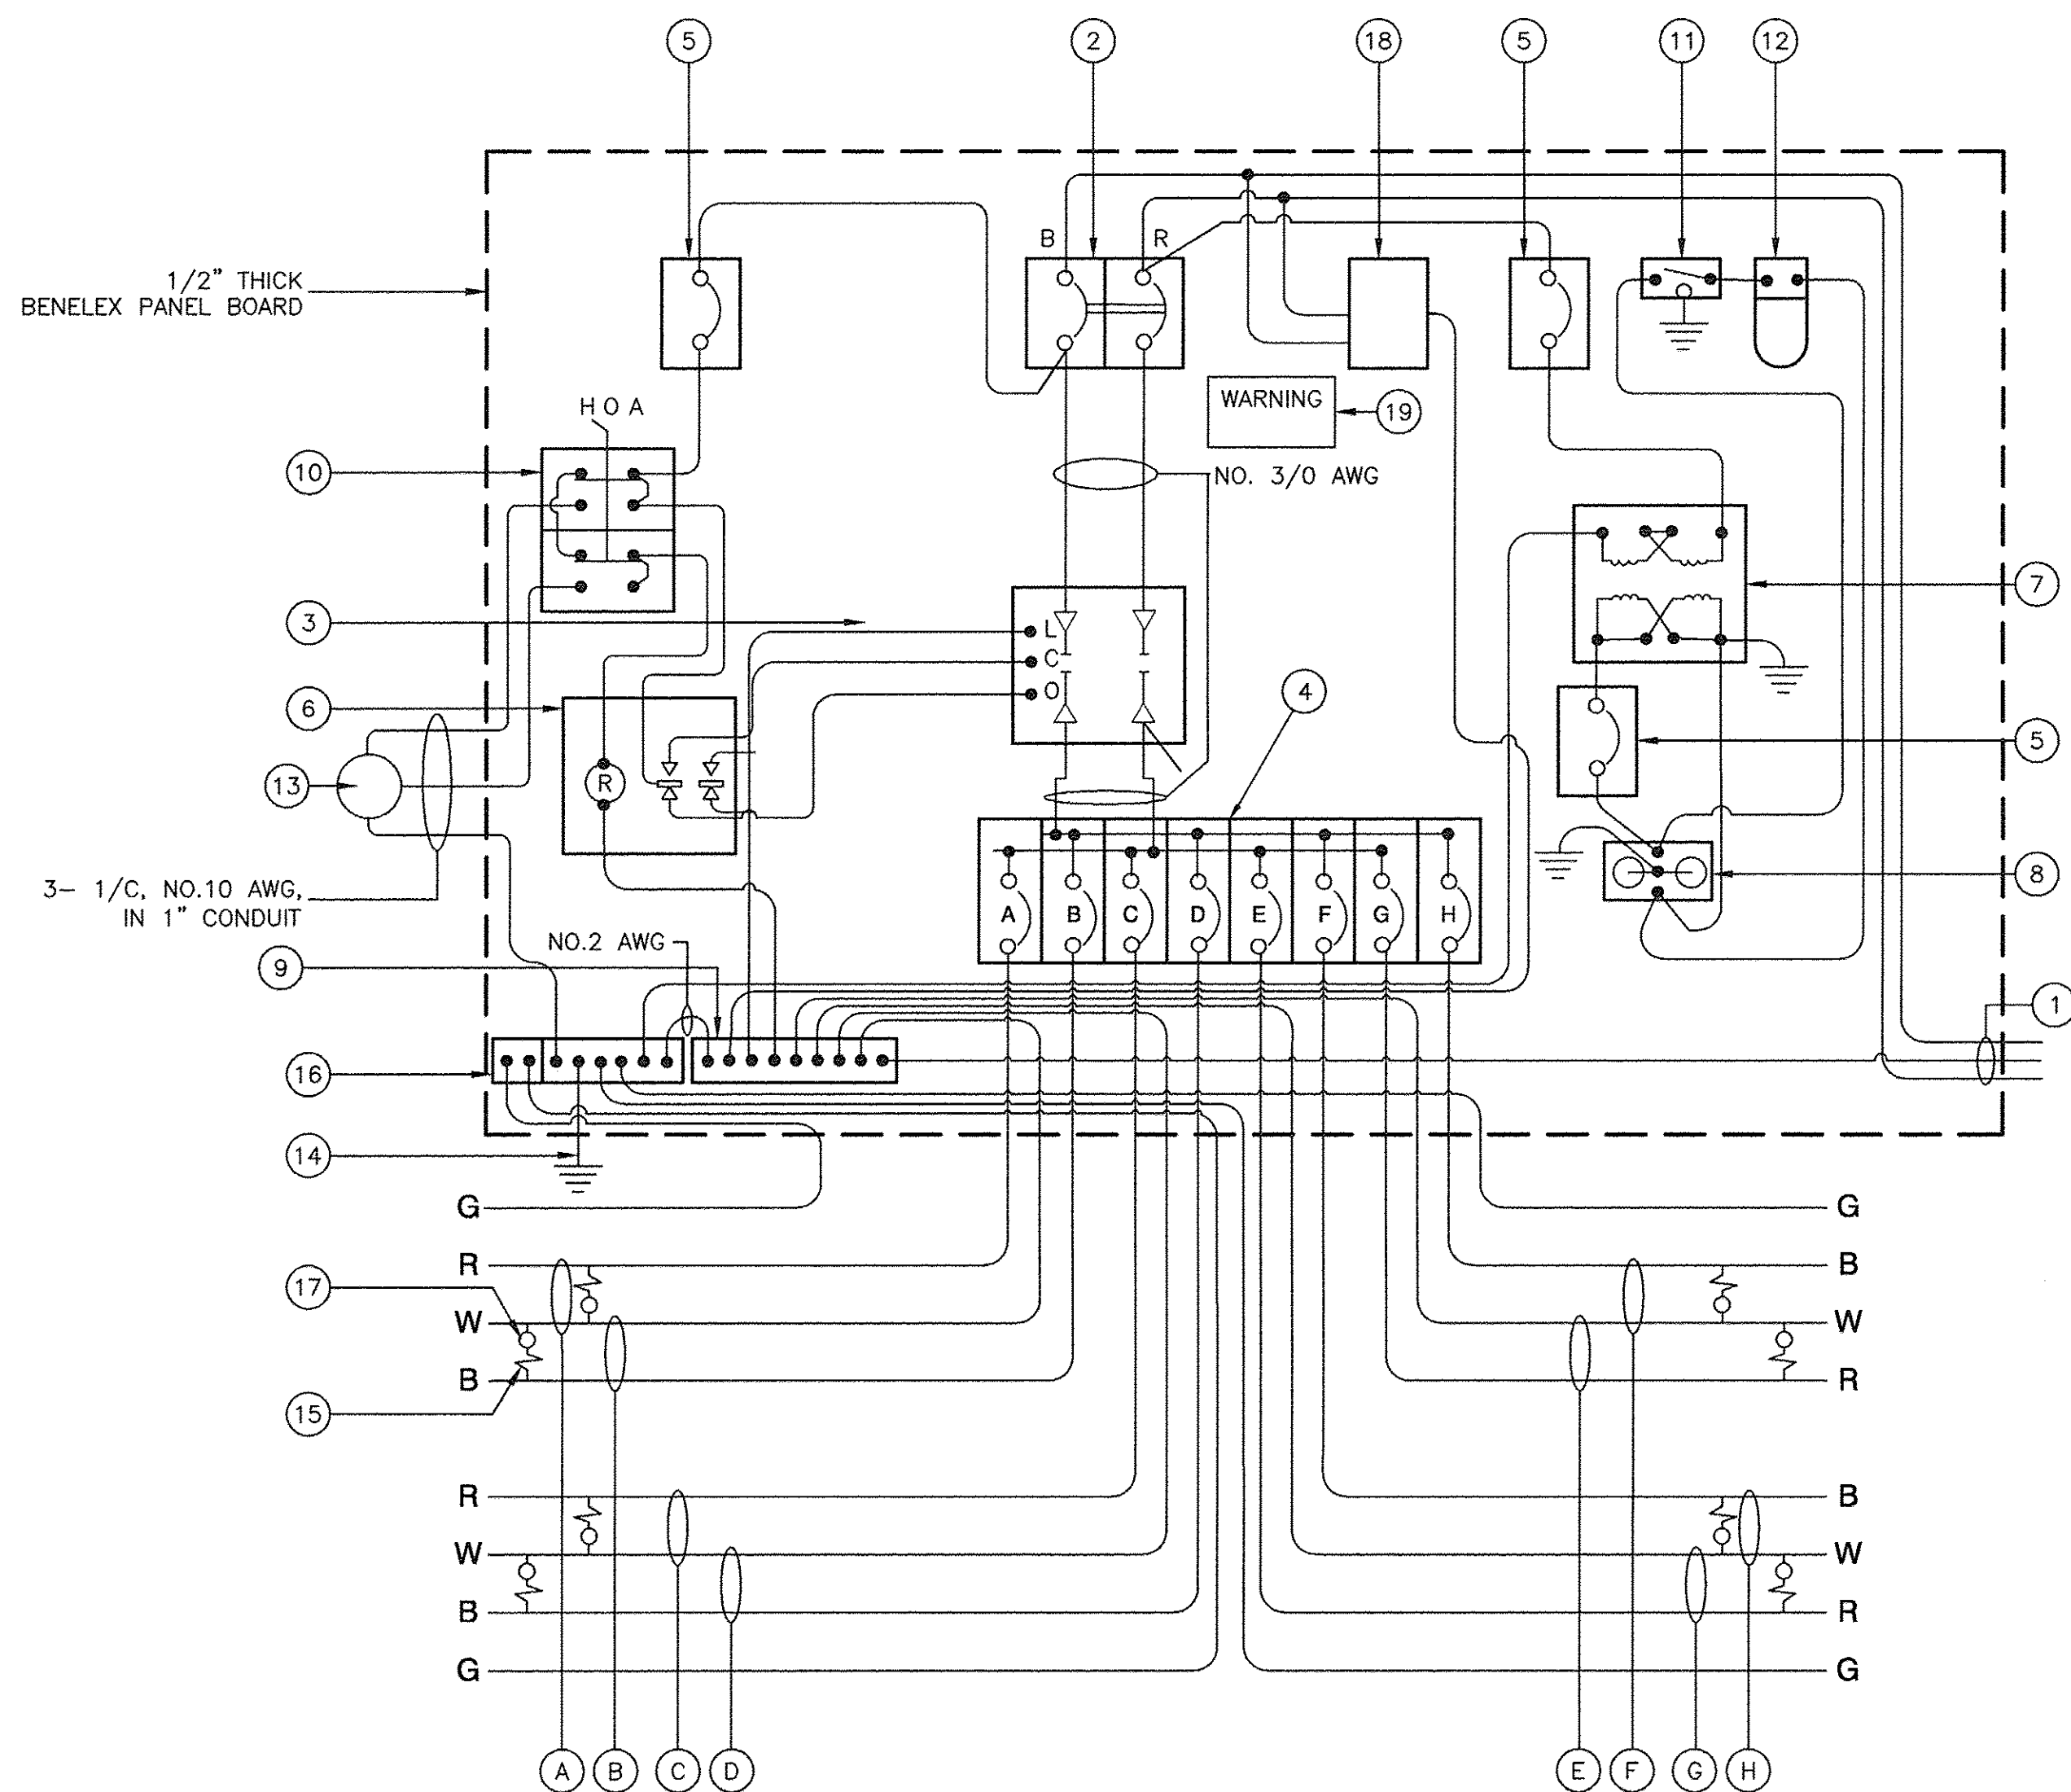 5
2
18
5
11
12
B
R
1/2” THICK
BENELEX PANEL BOARD
WARNING
19
H O A
10
NO. 3/0 AWG
7
3
L
C
O
6
4
5
13
R
3– 1/C, NO.10 AWG,
IN 1” CONDUIT
8
A B C D E F G H
NO.2 AWG
9
1
16
14
G
G
R
B
17
W
W
B
R
15
R
B
W
W
B
R
G
G
A B C D E F G H